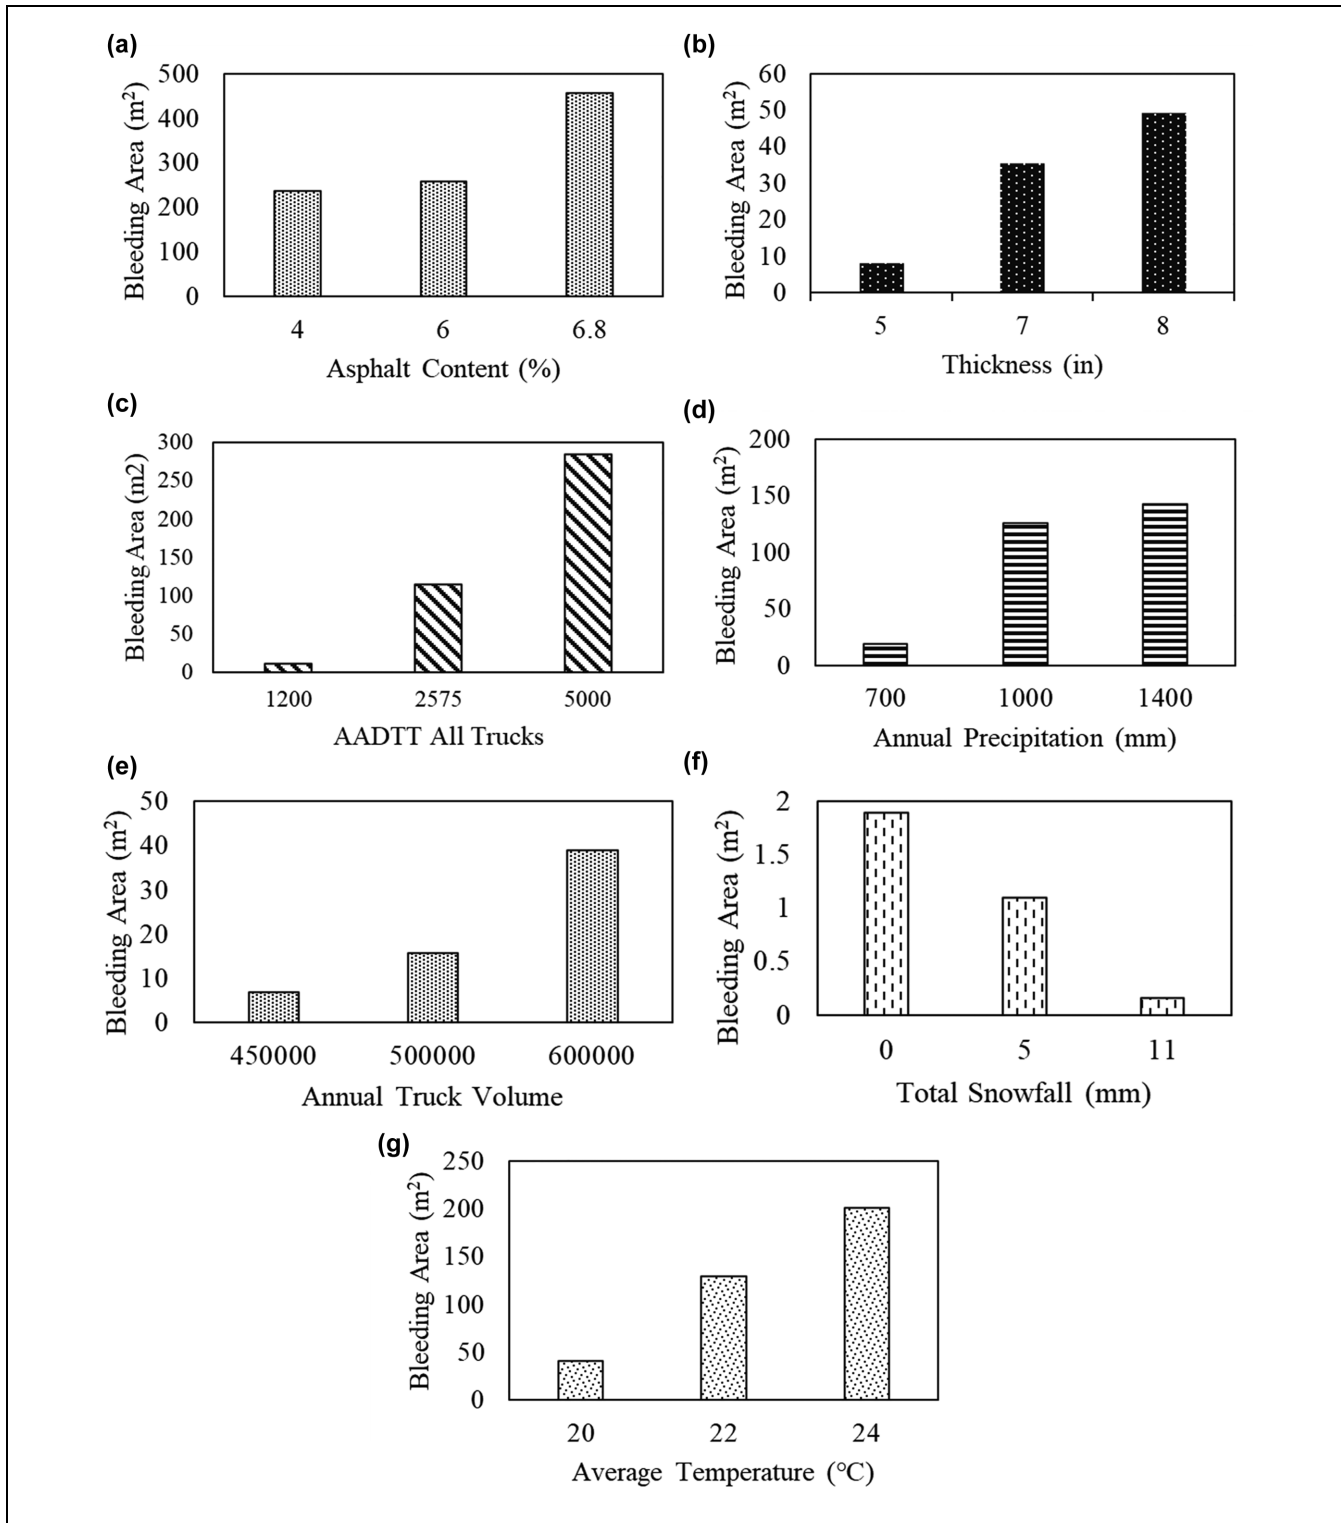 (a)
Bleeding Area (m²)
500
400
300
200
100
0
4 6 6.8
Asphalt Content (%)
(b)
Bleeding Area (m²)
60
50
40
30
20
10
0
5 7 8
Thickness (in)
(c)
Bleeding Area (m2)
300
250
200
150
100
50
0
1200 2575 5000
AADTT All Trucks
(d)
Bleeding Area (m²)
200
150
100
50
0
700 1000 1400
Annual Precipitation (mm)
(e)
Bleeding Area (m²)
50
40
30
20
10
0
450000 500000 600000
Annual Truck Volume
(f)
Bleeding Area (m²)
2
1.5
1
0.5
0
0 5 11
Total Snowfall (mm)
(g)
Bleeding Area (m²)
250
200
150
100
50
0
20 22 24
Average Temperature (°C)